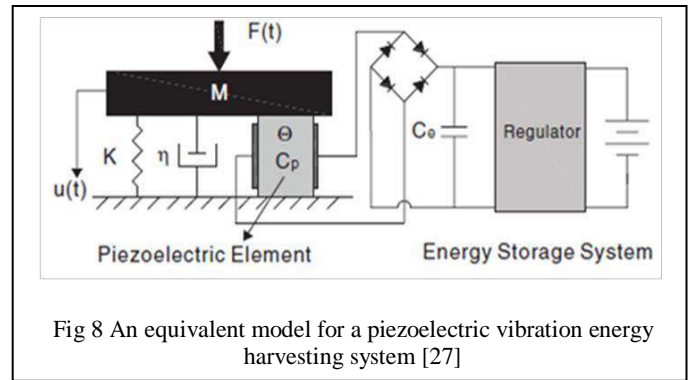 F(t)
M
K
η
Θ
Cp
u(t)
Ce
Regulator
Piezoelectric Element
Energy Storage System
Fig 8 An equivalent model for a piezoelectric vibration energy
harvesting system [27]